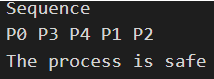 Sequence
P0 P3 P4 P1 P2
The process is safe